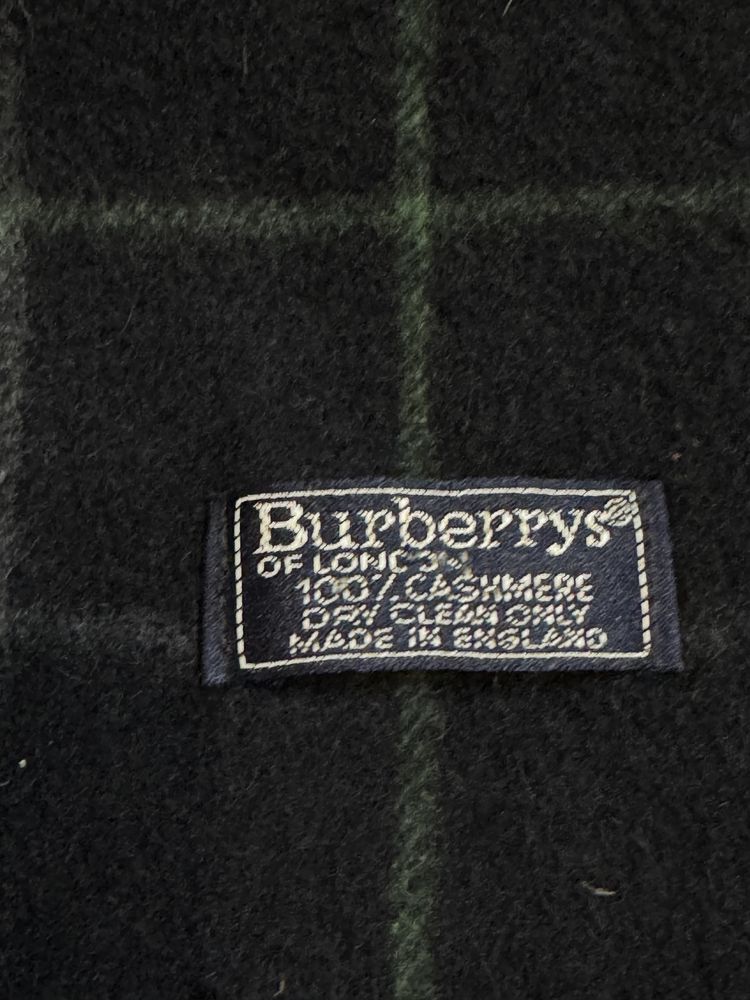 Burberrys®
OF LONDON
100% CASHMERE
DRY CLEAN ONLY
MADE IN ENGLAND